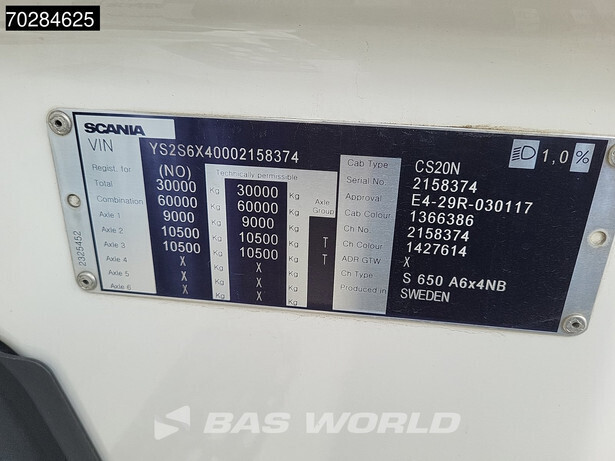 70284625
SCANIA
VIN YS2S6X40002158374
Regist. for (NO) Technically permissible
Total 30000 Kg 30000 Kg
Combination 60000 Kg 60000 Kg Axle Group
Axle 1 9000 Kg 9000 Kg
Axle 2 10500 Kg 10500 Kg T
Axle 3 10500 Kg 10500 Kg T
Axle 4 X Kg X Kg
Axle 5 X Kg X Kg
Axle 6 X Kg X Kg
Cab Type CS20N
Serial No. 2158374
Approval E4-29R-030117
Cab Colour 1366386
Ch No. 2158374
Ch Colour 1427614
ADR GTW X
Ch Type S 650 A6x4NB
Produced in SWEDEN
1,0 %
2325452
BAS WORLD